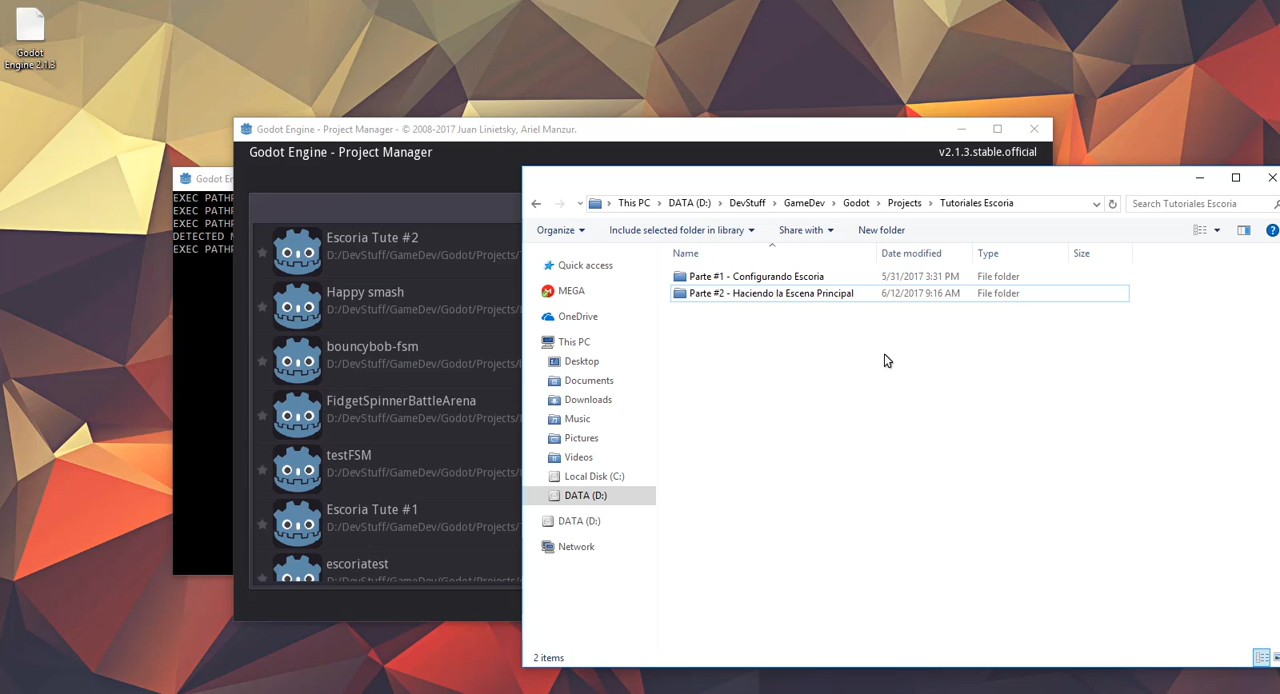 Godot
Engine 2.1.3
Godot Engine - Project Manager - © 2008-2017 Juan Linietsky, Ariel Manzur.
Godot Engine - Project Manager
v2.1.3.stable.official
Escoria Tute #2
D:/DevStuff/GameDev/Godot/Projects/
Happy smash
D:/DevStuff/GameDev/Godot/Projects/
bouncybob-fsm
D:/DevStuff/GameDev/Godot/Projects/
FidgetSpinnerBattleArena
D:/DevStuff/GameDev/Godot/Projects/
testFSM
D:/DevStuff/GameDev/Godot/Projects/
Escoria Tute #1
D:/DevStuff/GameDev/Godot/Projects/
escoriatest
D:/DevStuff/GameDev/Godot/Projects/
Godot En
EXEC PATH
EXEC PATH
EXEC PATH
DETECTED
EXEC PATH
This PC DATA (D:) DevStuff GameDev Godot Projects Tutoriales Escoria
Search Tutoriales Escoria
Organize Include selected folder in library Share with New folder
Name Date modified Type Size
Parte #1 - Configurando Escoria 5/31/2017 3:31 PM File folder
Parte #2 - Haciendo la Escena Principal 6/12/2017 9:16 AM File folder
Quick access
MEGA
OneDrive
This PC
Desktop
Documents
Downloads
Music
Pictures
Videos
Local Disk (C:)
DATA (D:)
DATA (D:)
Network
2 items